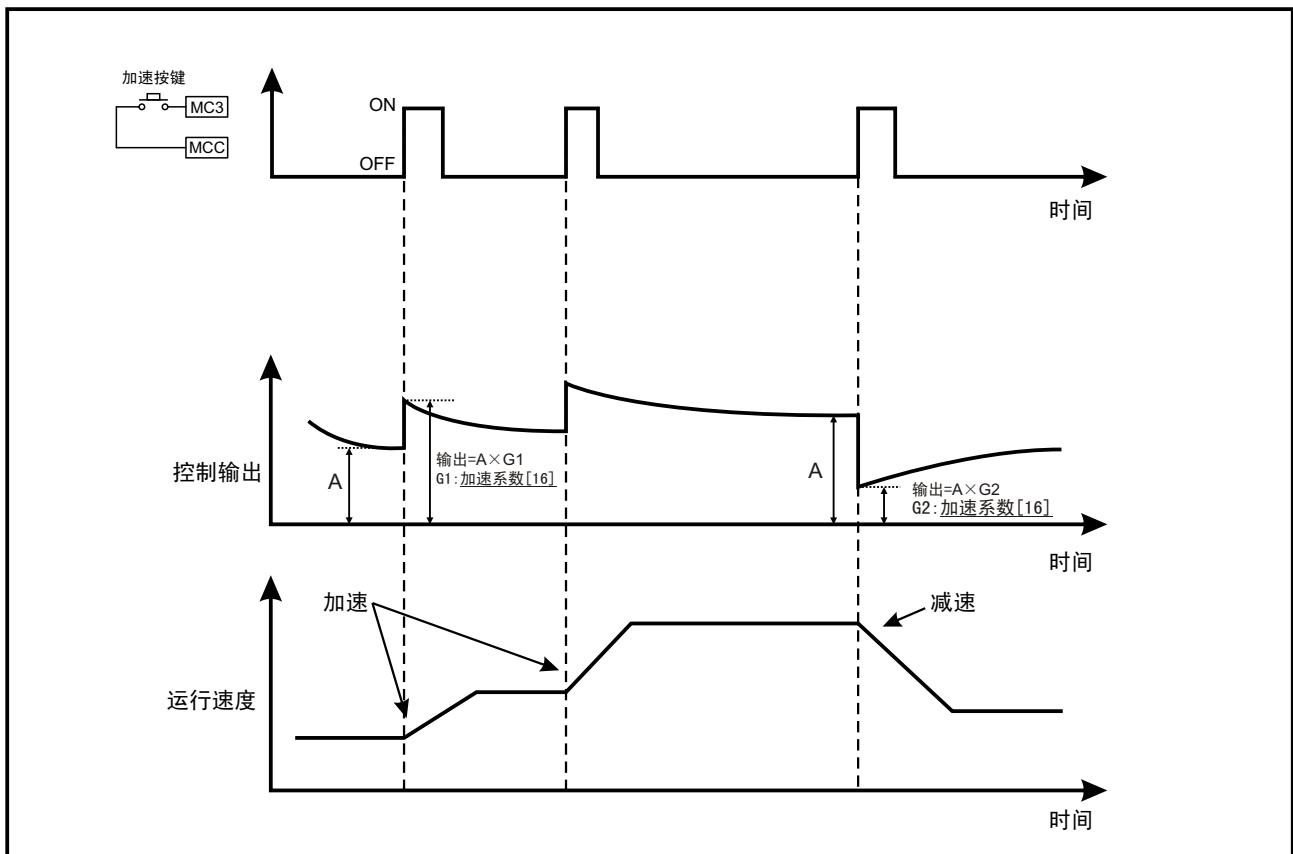 加速按键
MC3
MCC
ON
OFF
时间
控制输出
A
输出=A×G1
G1:加速系数[16]
A
输出=A×G2
G2:加速系数[16]
时间
加速
减速
运行速度
时间